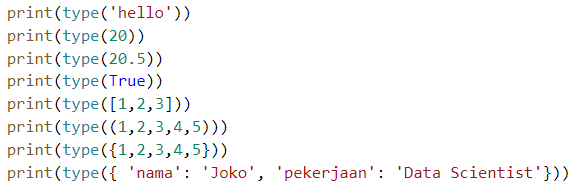 print(type('hello'))
print(type(20))
print(type(20.5))
print(type(True))
print(type([1,2,3]))
print(type((1,2,3,4,5)))
print(type({1,2,3,4,5}))
print(type({ 'nama': 'Joko', 'pekerjaan': 'Data Scientist'}))